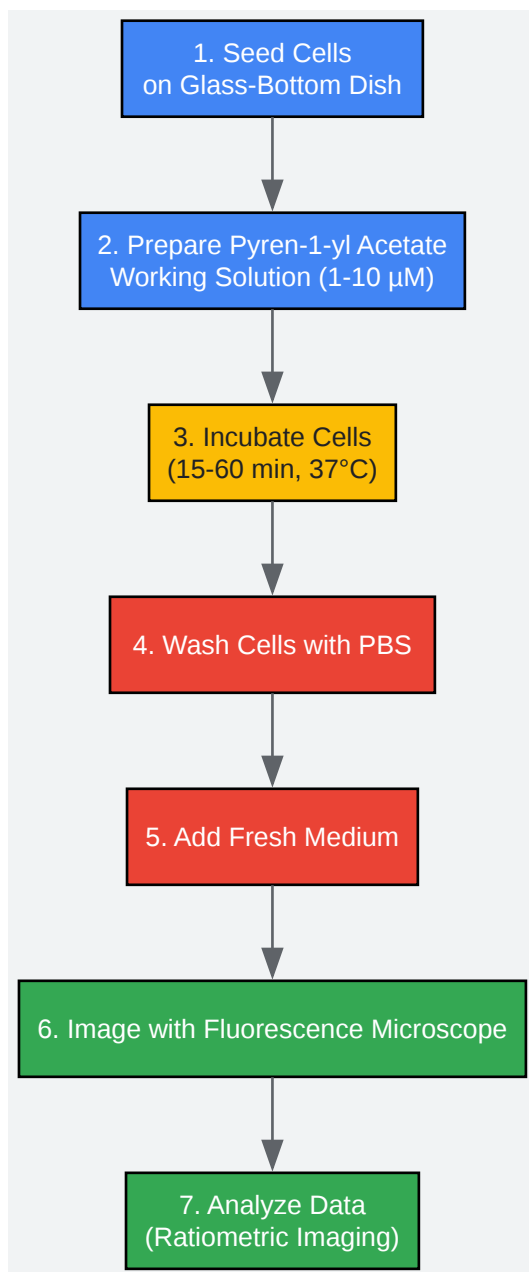 1. Seed Cells
on Glass-Bottom Dish
2. Prepare Pyren-1-yl Acetate
Working Solution (1-10 µM)
3. Incubate Cells
(15-60 min, 37°C)
4. Wash Cells with PBS
5. Add Fresh Medium
6. Image with Fluorescence Microscope
7. Analyze Data
(Ratiometric Imaging)